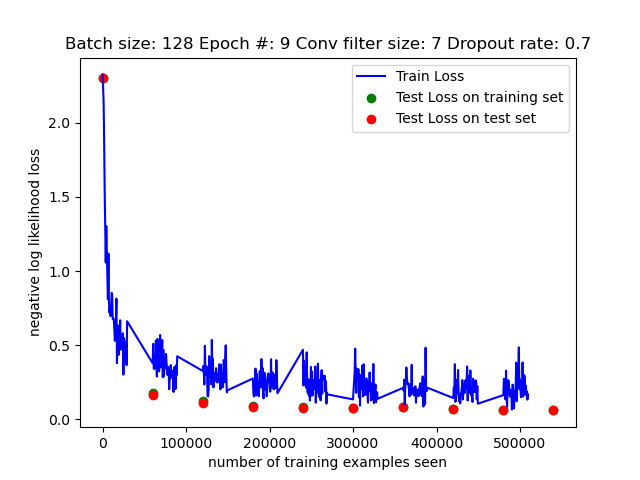 Batch size: 128 Epoch #: 9 Conv filter size: 7 Dropout rate: 0.7
Train Loss
Test Loss on training set
Test Loss on test set
negative log likelihood loss
2.0
1.5
1.0
0.5
0.0
0 100000 200000 300000 400000 500000
number of training examples seen